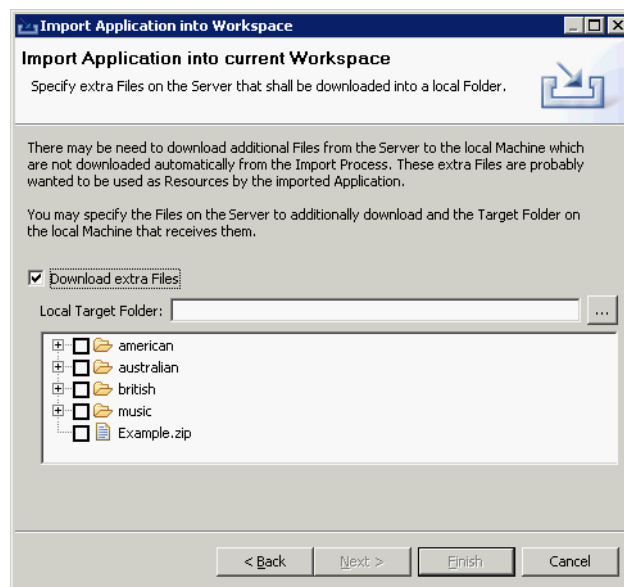 Import Application into Workspace
Import Application into current Workspace
Specify extra Files on the Server that shall be downloaded into a local Folder.
There may be need to download additional Files from the Server to the local Machine which
are not downloaded automatically from the Import Process. These extra Files are probably
wanted to be used as Resources by the imported Application.
You may specify the Files on the Server to additionally download and the Target Folder on
the local Machine that receives them.
Download extra Files
Local Target Folder: ...
american
australian
british
music
Example.zip
< Back Next > Finish Cancel